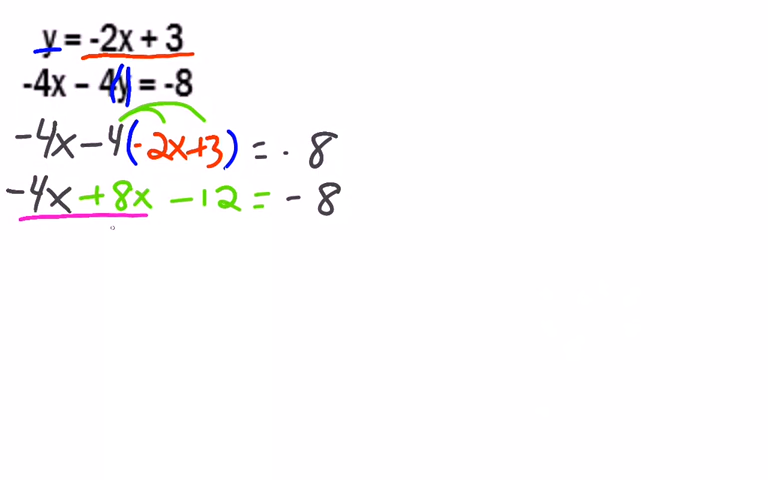 y = -2x + 3
-4x - 4(y) = -8
-4x - 4(-2x+3) = -8
-4x + 8x - 12 = -8